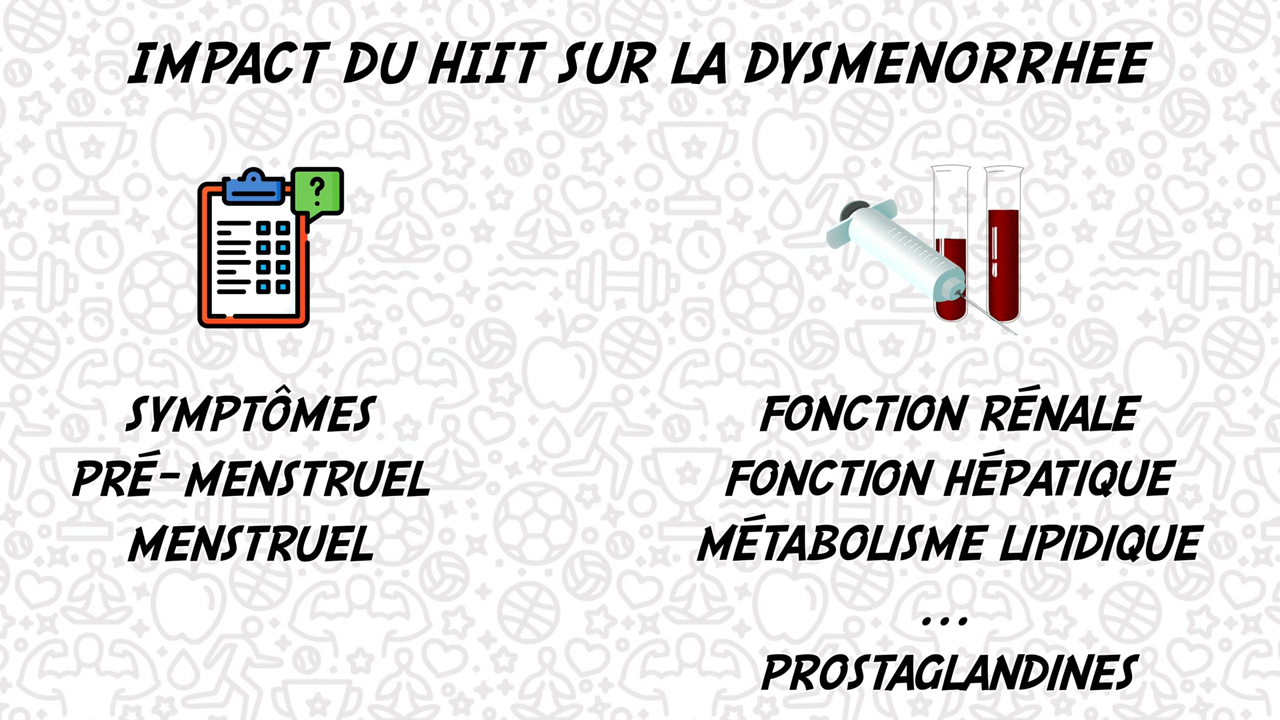 IMPACT DU HIIT SUR LA DYSMENORRHEE
?
SYMPTÔMES
PRÉ-MENSTRUEL
MENSTRUEL
FONCTION RÉNALE
FONCTION HÉPATIQUE
MÉTABOLISME LIPIDIQUE
...
PROSTAGLANDINES